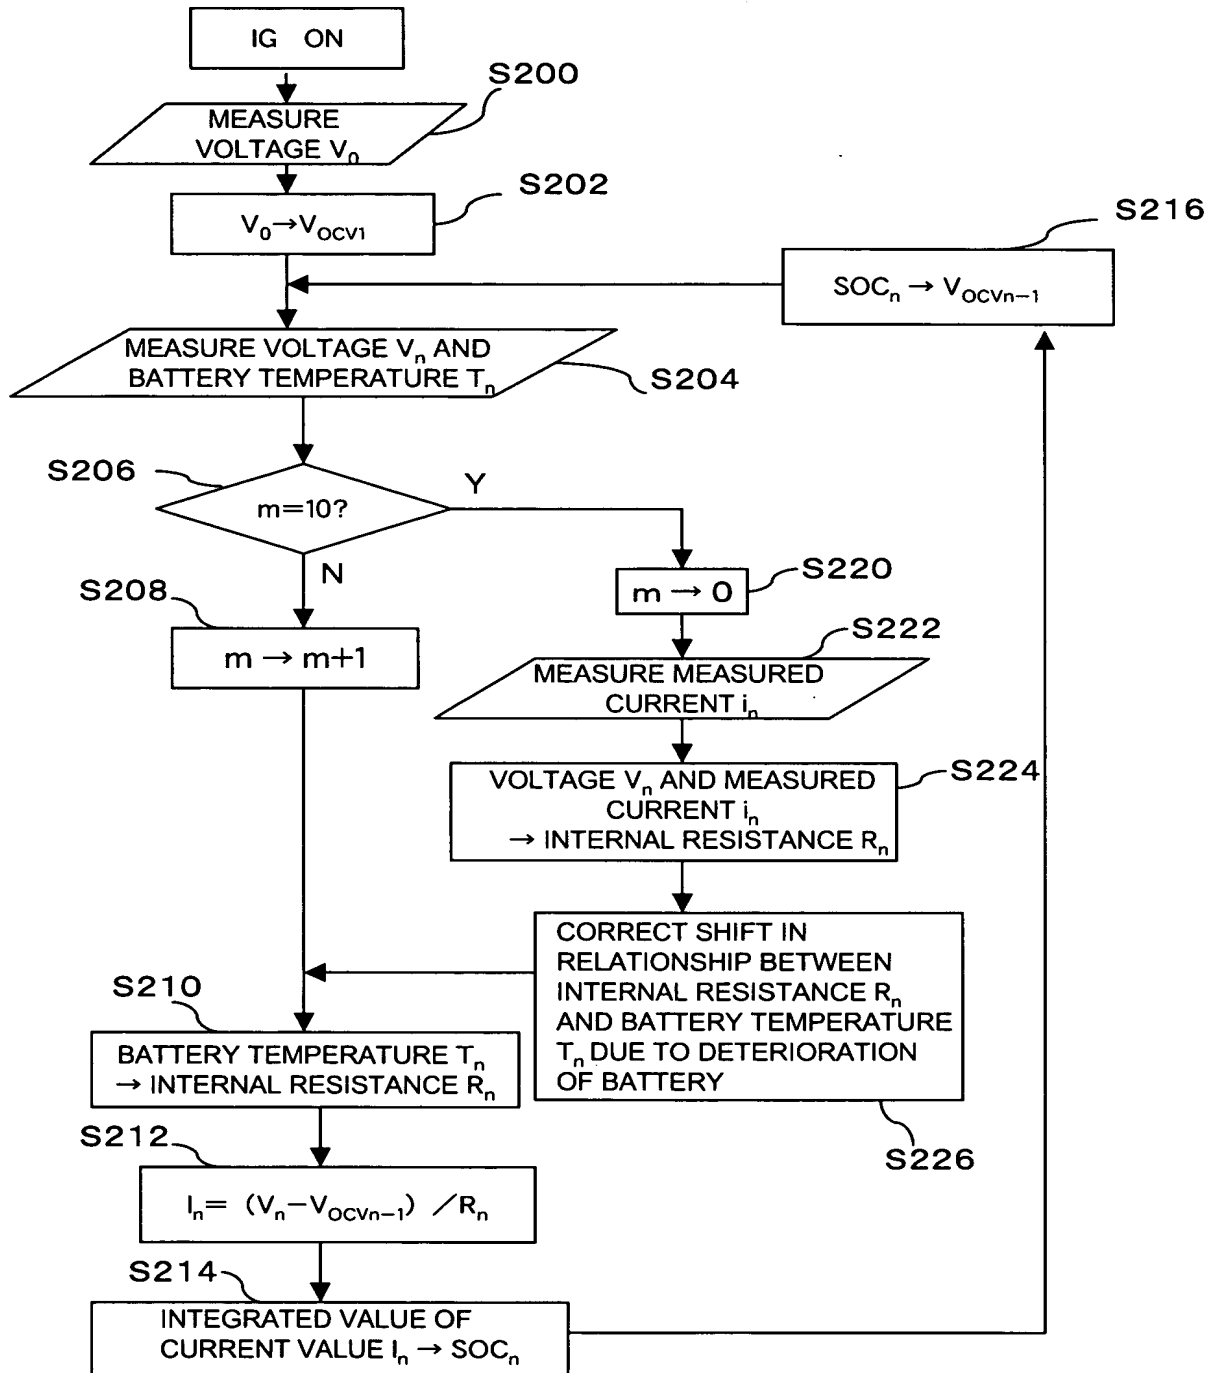 IG ON
S200
MEASURE
VOLTAGE V₀
S202
V₀→V_OCV1
S216
SOCₙ → V_OCVn−1
MEASURE VOLTAGE Vₙ AND
BATTERY TEMPERATURE Tₙ
S204
S206
m=10?
Y
N
S208
m → m+1
S220
m → 0
S222
MEASURE MEASURED
CURRENT iₙ
S224
VOLTAGE Vₙ AND MEASURED
CURRENT iₙ
→ INTERNAL RESISTANCE Rₙ
CORRECT SHIFT IN
RELATIONSHIP BETWEEN
INTERNAL RESISTANCE Rₙ
AND BATTERY TEMPERATURE
Tₙ DUE TO DETERIORATION
OF BATTERY
S226
S210
BATTERY TEMPERATURE Tₙ
→ INTERNAL RESISTANCE Rₙ
S212
Iₙ= (Vₙ−V_OCVn−1) /Rₙ
S214
INTEGRATED VALUE OF
CURRENT VALUE Iₙ → SOCₙ